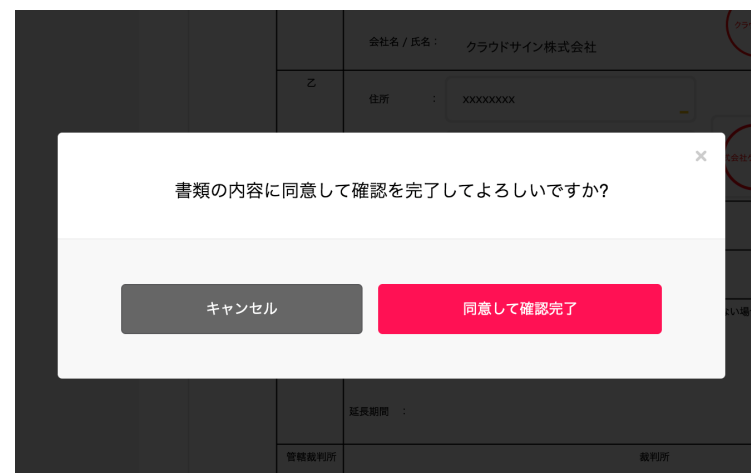 会社名 / 氏名：
クラウドサイン株式会社
乙
住所　　：
xxxxxxxx
×
書類の内容に同意して確認を完了してよろしいですか?
キャンセル
同意して確認完了
ない場
延長期間　：
管轄裁判所
裁判所